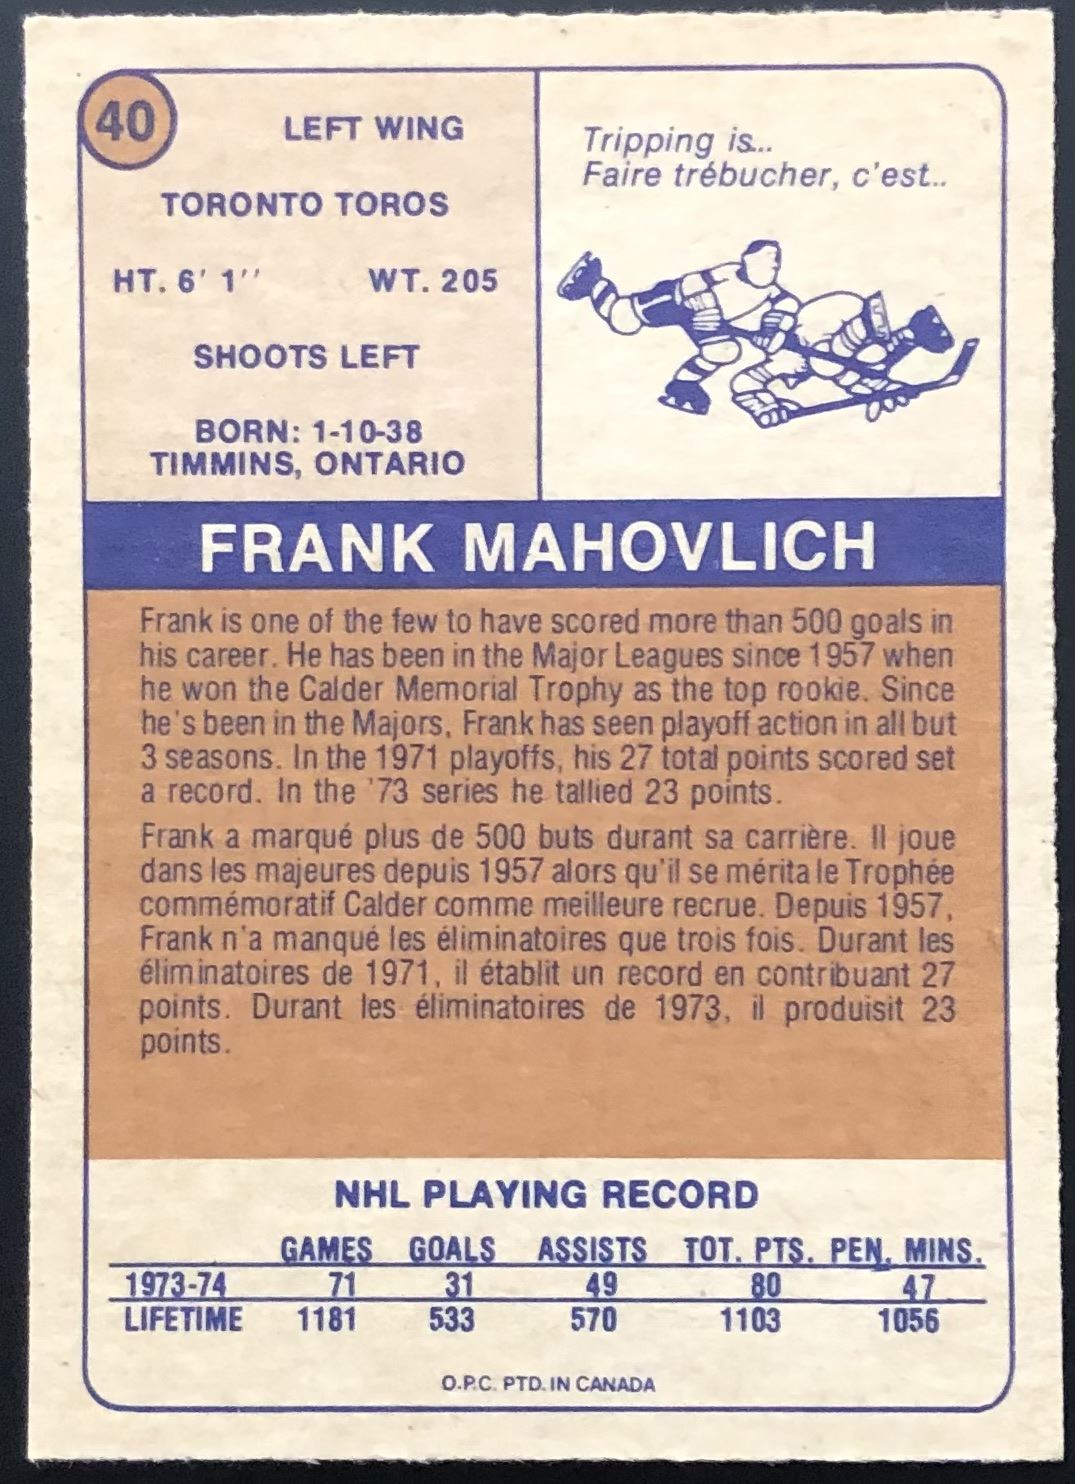 40
LEFT WING
TORONTO TOROS
HT. 6' 1'' WT. 205
SHOOTS LEFT
BORN: 1-10-38
TIMMINS, ONTARIO
Tripping is...
Faire trébucher, c'est..
FRANK MAHOVLICH
Frank is one of the few to have scored more than 500 goals in
his career. He has been in the Major Leagues since 1957 when
he won the Calder Memorial Trophy as the top rookie. Since
he's been in the Majors, Frank has seen playoff action in all but
3 seasons. In the 1971 playoffs, his 27 total points scored set
a record. In the '73 series he tallied 23 points.
Frank a marqué plus de 500 buts durant sa carrière. Il joue
dans les majeures depuis 1957 alors qu'il se mérita le Trophée
commémoratif Calder comme meilleure recrue. Depuis 1957,
Frank n'a manqué les éliminatoires que trois fois. Durant les
éliminatoires de 1971, il établit un record en contribuant 27
points. Durant les éliminatoires de 1973, il produisit 23
points.
NHL PLAYING RECORD
GAMES GOALS ASSISTS TOT. PTS. PEN. MINS.
1973-74 71 31 49 80 47
LIFETIME 1181 533 570 1103 1056
O.P.C. PTD. IN CANADA